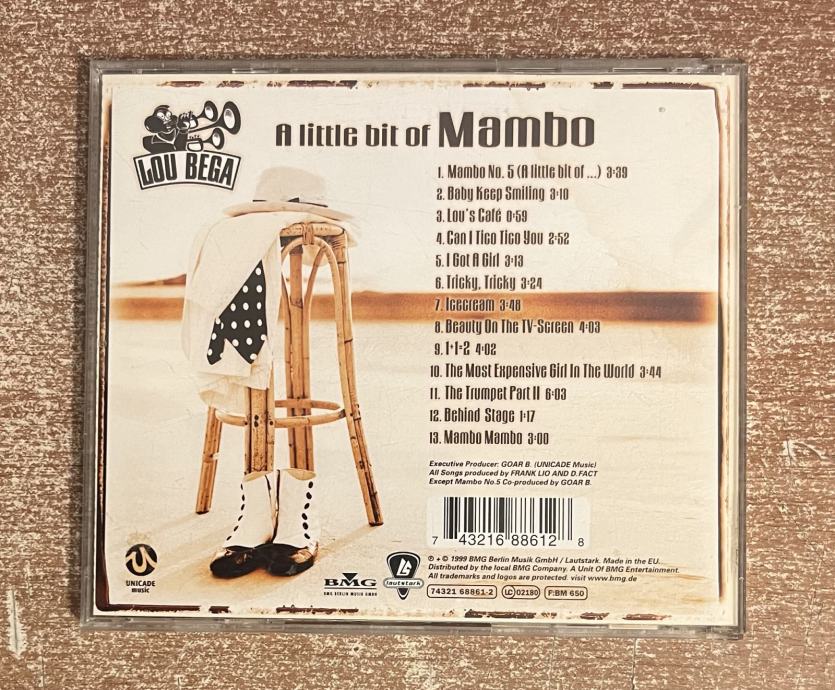 LOU BEGA
A little bit of Mambo
1. Mambo No. 5 (A little bit of ...) 3:39
2. Baby Keep Smiling 3:10
3. Lou's Café 0:59
4. Can I Tico Tico You 2:52
5. I Got A Girl 3:13
6. Tricky, Tricky 3:24
7. Icecream 3:48
8. Beauty On The TV-Screen 4:03
9. 1+1=2 4:02
10. The Most Expensive Girl In The World 3:44
11. The Trumpet Part II 6:03
12. Behind Stage 1:17
13. Mambo Mambo 3:00
Executive Producer: GOAR B. (UNICADE Music)
All Songs produced by FRANK LIO AND D.FACT
Except Mambo No.5 Co-produced by GOAR B.
7 43216 88612 8
UNICADE
music
BMG
BMG BERLIN MUSIK GMBH
lautstark
℗ + © 1999 BMG Berlin Musik GmbH / Lautstark. Made in the EU.
Distributed by the local BMG Company. A Unit Of BMG Entertainment.
All trademarks and logos are protected. visit www.bmg.de
74321 68861-2 LC 02180 F:BM 650